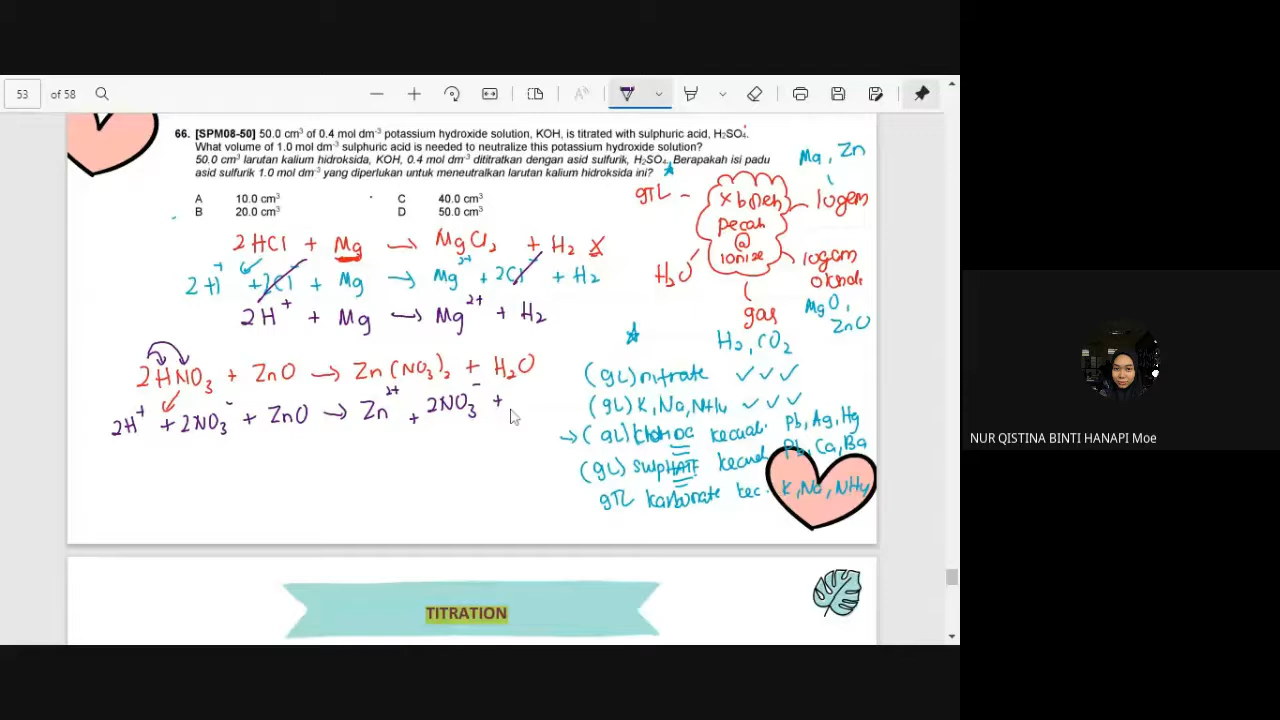 53 of 58
66. [SPM08-50] 50.0 cm³ of 0.4 mol dm⁻³ potassium hydroxide solution, KOH, is titrated with sulphuric acid, H₂SO₄.
What volume of 1.0 mol dm⁻³ sulphuric acid is needed to neutralize this potassium hydroxide solution?
50.0 cm³ larutan kalium hidroksida, KOH, 0.4 mol dm⁻³ dititratkan dengan asid sulfurik, H₂SO₄. Berapakah isi padu
asid sulfurik 1.0 mol dm⁻³ yang diperlukan untuk meneutralkan larutan kalium hidroksida ini?
A 10.0 cm³ C 40.0 cm³
B 20.0 cm³ D 50.0 cm³
2HCl + Mg → MgCl₂ + H₂
2H⁺ + 2Cl⁻ + Mg → Mg²⁺ + 2Cl⁻ + H₂
2H⁺ + Mg → Mg²⁺ + H₂
2HNO₃ + ZnO → Zn(NO₃)₂ + H₂O
2H⁺ + 2NO₃⁻ + ZnO → Zn²⁺ + 2NO₃⁻ +
Mg, Zn
gTL
x boleh
pecah
@
ionize
logam
H₂O
logam
oksida
MgO,
ZnO
gas
H₂, CO₂
(gL) nitrate ✓ ✓ ✓
(gL) K, Na, NH₄ ✓ ✓ ✓
→ (gL) kecuali Pb, Ag, Hg
(gL) sulpHATE kecuali Pb, Ca, Ba
gTL karbonate kec. K, Na, NH₄
TITRATION
NUR QISTINA BINTI HANAPI Moe